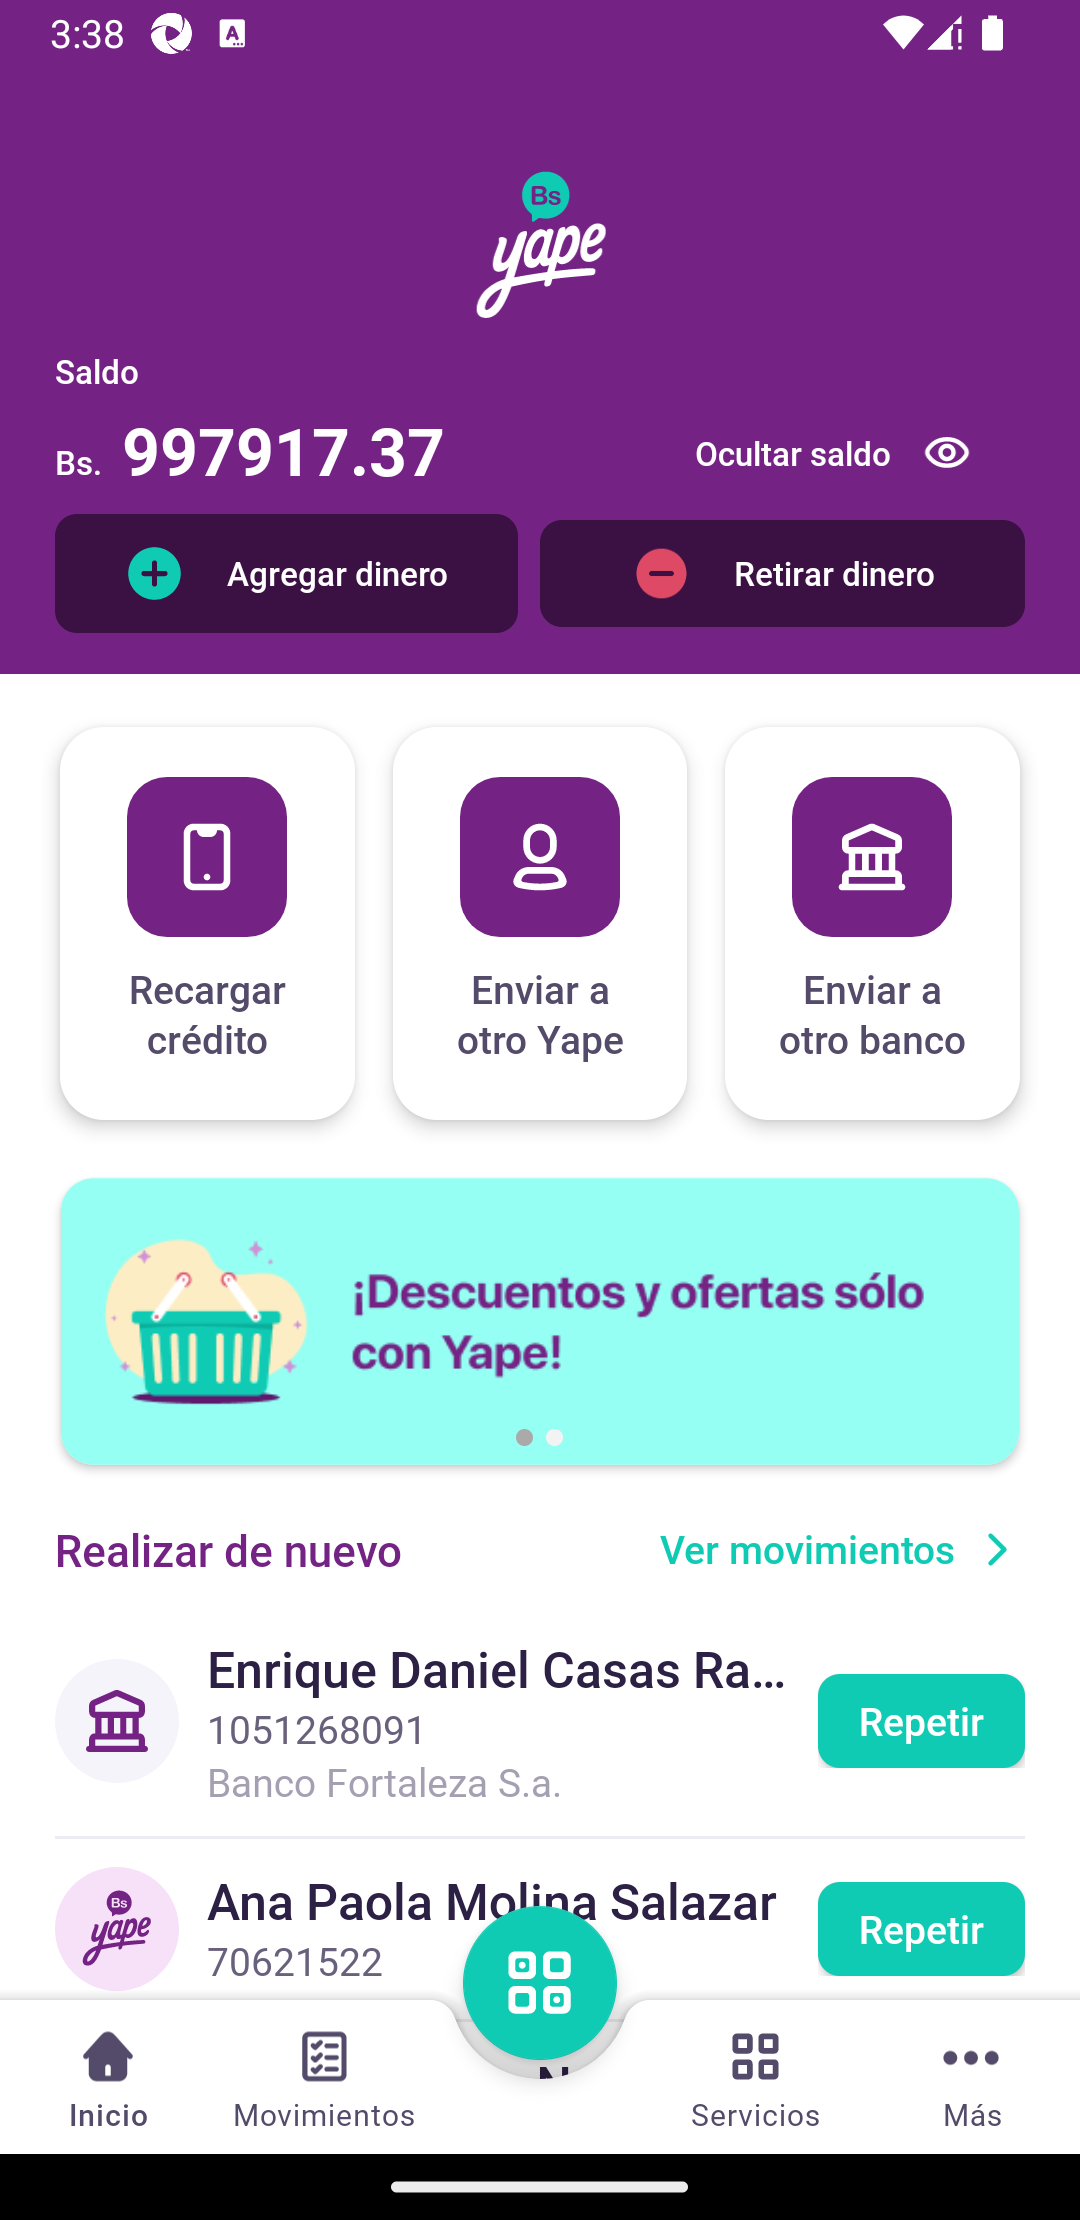 3:38
Bs
yape
Saldo
Bs. 997917.37
Ocultar saldo
Agregar dinero
Retirar dinero
Recargar
crédito
Enviar a
otro Yape
Enviar a
otro banco
¡Descuentos y ofertas sólo
con Yape!
Realizar de nuevo
Ver movimientos
Enrique Daniel Casas Ra...
1051268091
Banco Fortaleza S.a.
Repetir
Bs
yape
Ana Paola Molina Salazar
70621522
Repetir
Inicio
Movimientos
Servicios
Más